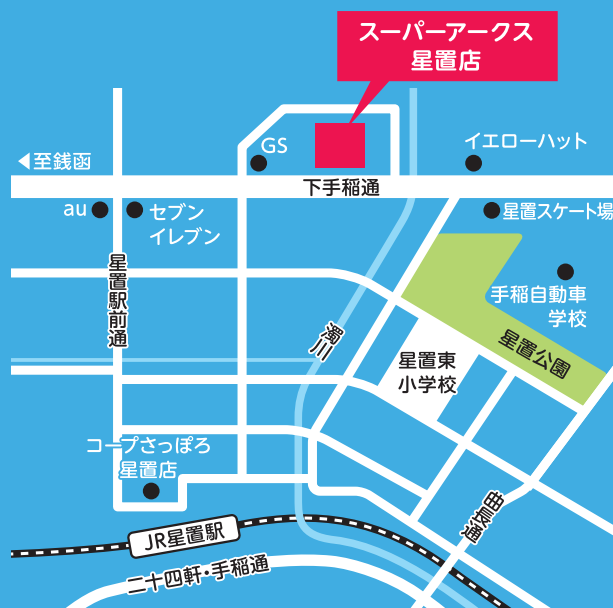 スーパーアークス
星置店
GS
イエローハット
至銭函
下手稲通
au
セブン
イレブン
星置スケート場
星置駅前通
手稲自動車
学校
濁川
星置公園
星置東
小学校
コープさっぽろ
星置店
曲長通
JR星置駅
二十四軒・手稲通